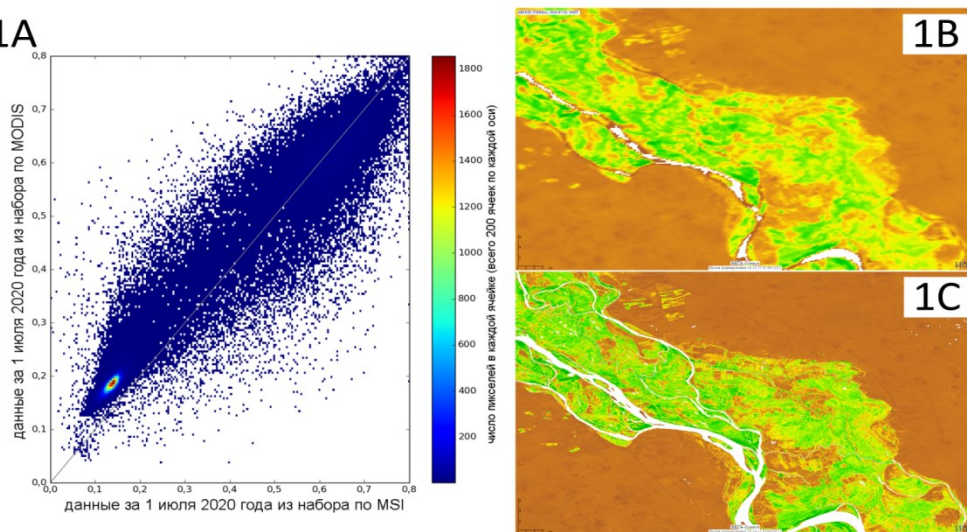 1A
0,8
0,7
0,6
0,5
0,4
0,3
0,2
0,1
0,0
0,0 0,1 0,2 0,3 0,4 0,5 0,6 0,7 0,8
данные за 1 июля 2020 года из набора по MODIS
данные за 1 июля 2020 года из набора по MSI
1800
1600
1400
1200
1000
800
600
400
200
число пикселей в каждой ячейке (всего 200 ячеек по каждой оси)
1B
1C